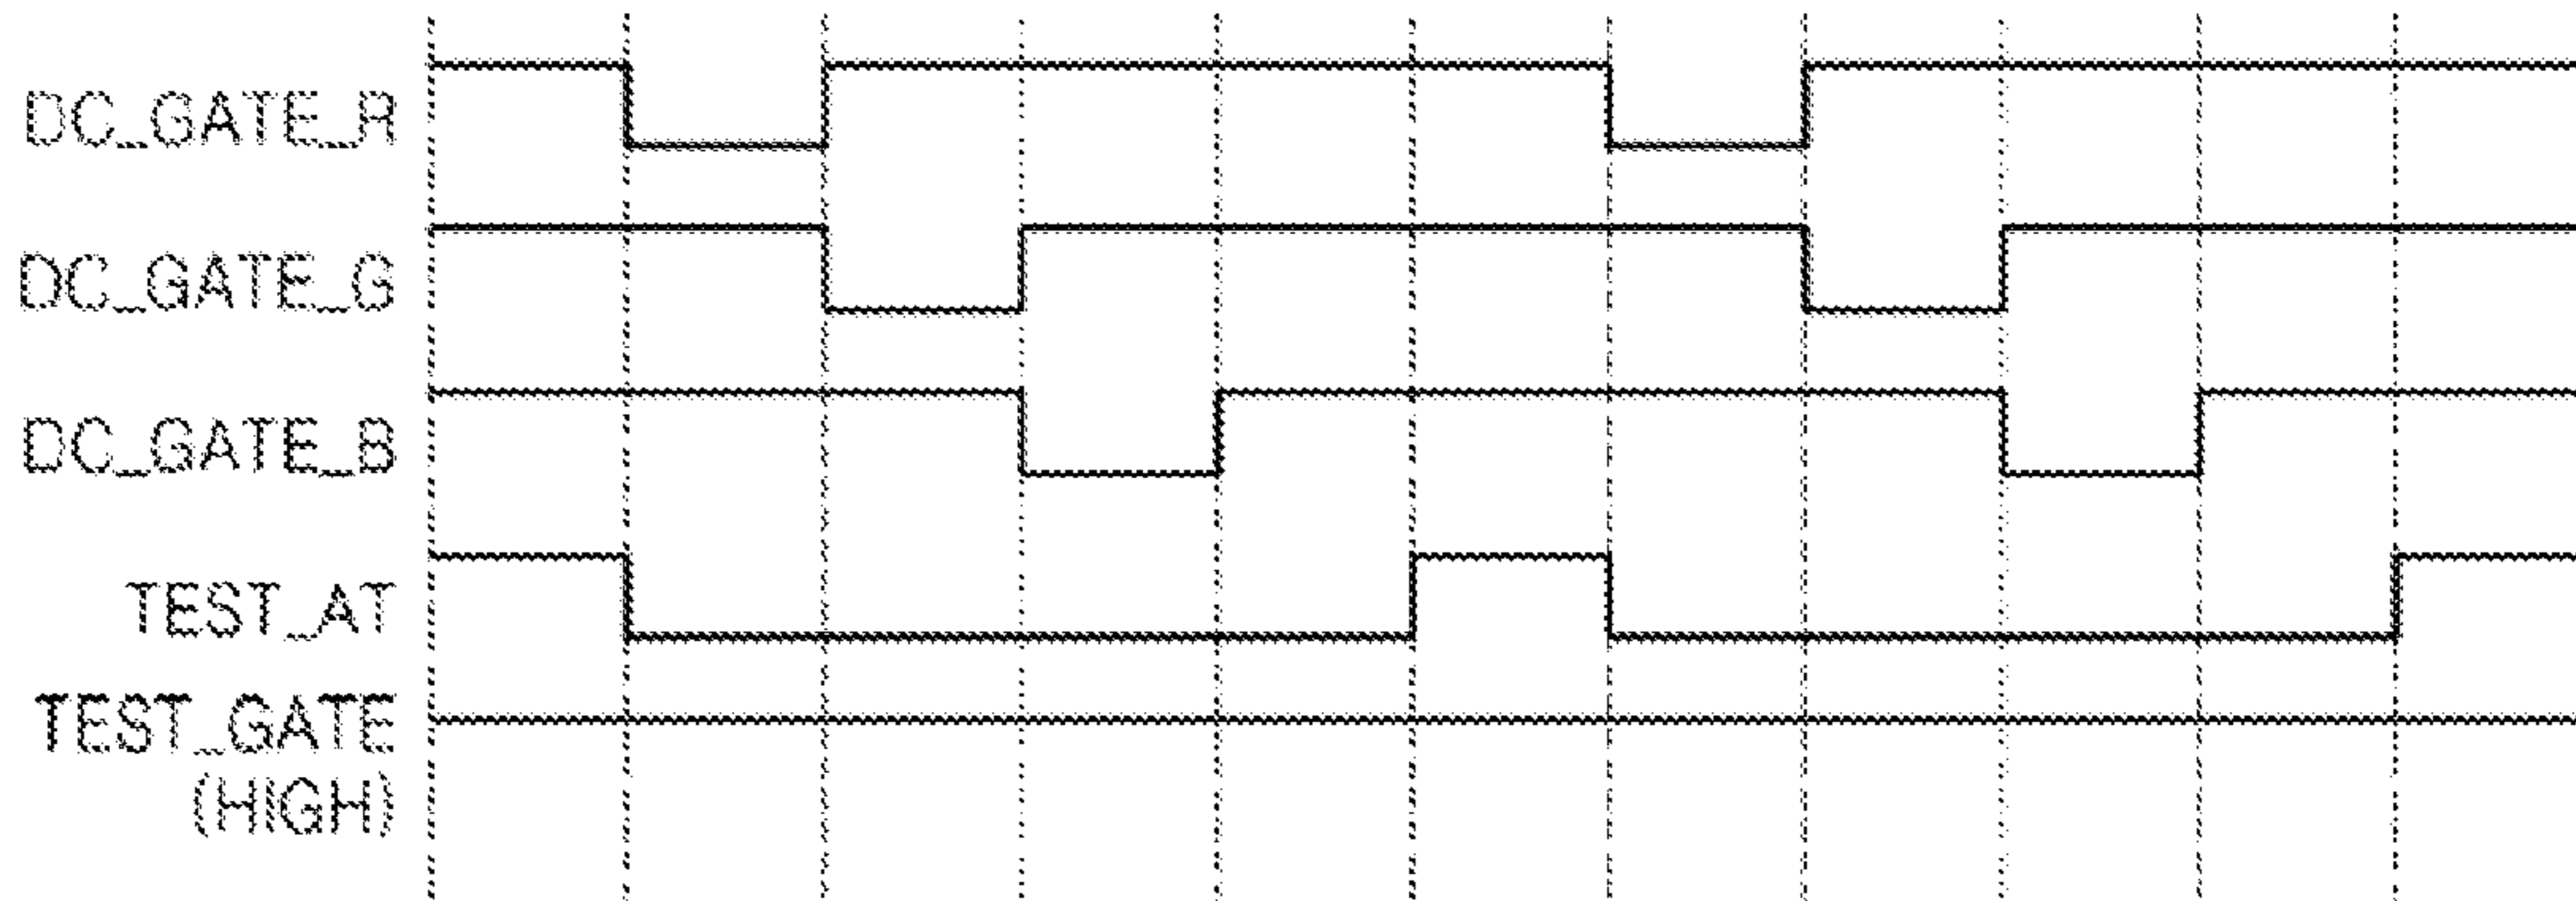 DC_GATE_R
DC_GATE_G
DC_GATE_B
TEST_AT
TEST_GATE
(HIGH)